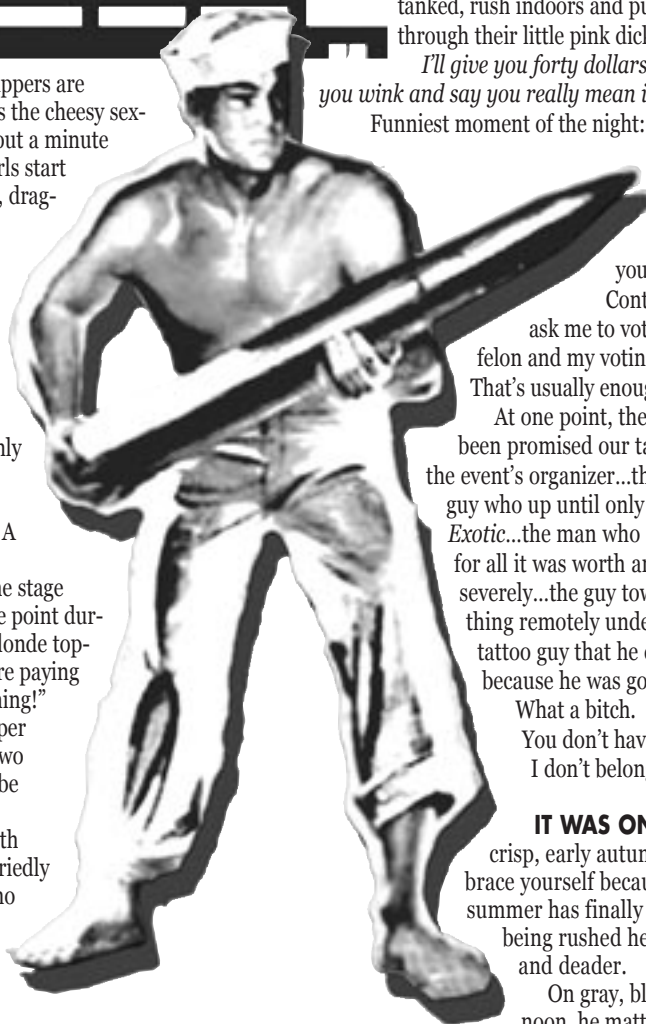 ppers are
s the cheesy sex-
out a minute
rls start
, drag-
nly
A
ne stage
e point dur-
londe top-
re paying
ning!”
per
wo
be
th
riedly
no
tanked, rush indoors and pu
through their little pink dick
I'll give you forty dollars
you wink and say you really mean i
Funniest moment of the night:
you
Cont
ask me to vot
felon and my votin
That's usually enoug
At one point, the
been promised our ta
the event's organizer...th
guy who up until only
Exotic...the man who
for all it was worth an
severely...the guy tow
thing remotely unde
tattoo guy that he
because he was go
What a bitch.
You don't hav
I don't belon
IT WAS ON
crisp, early autum
brace yourself becau
summer has finally
being rushed he
and deader.
On gray, bl
noon, he matt